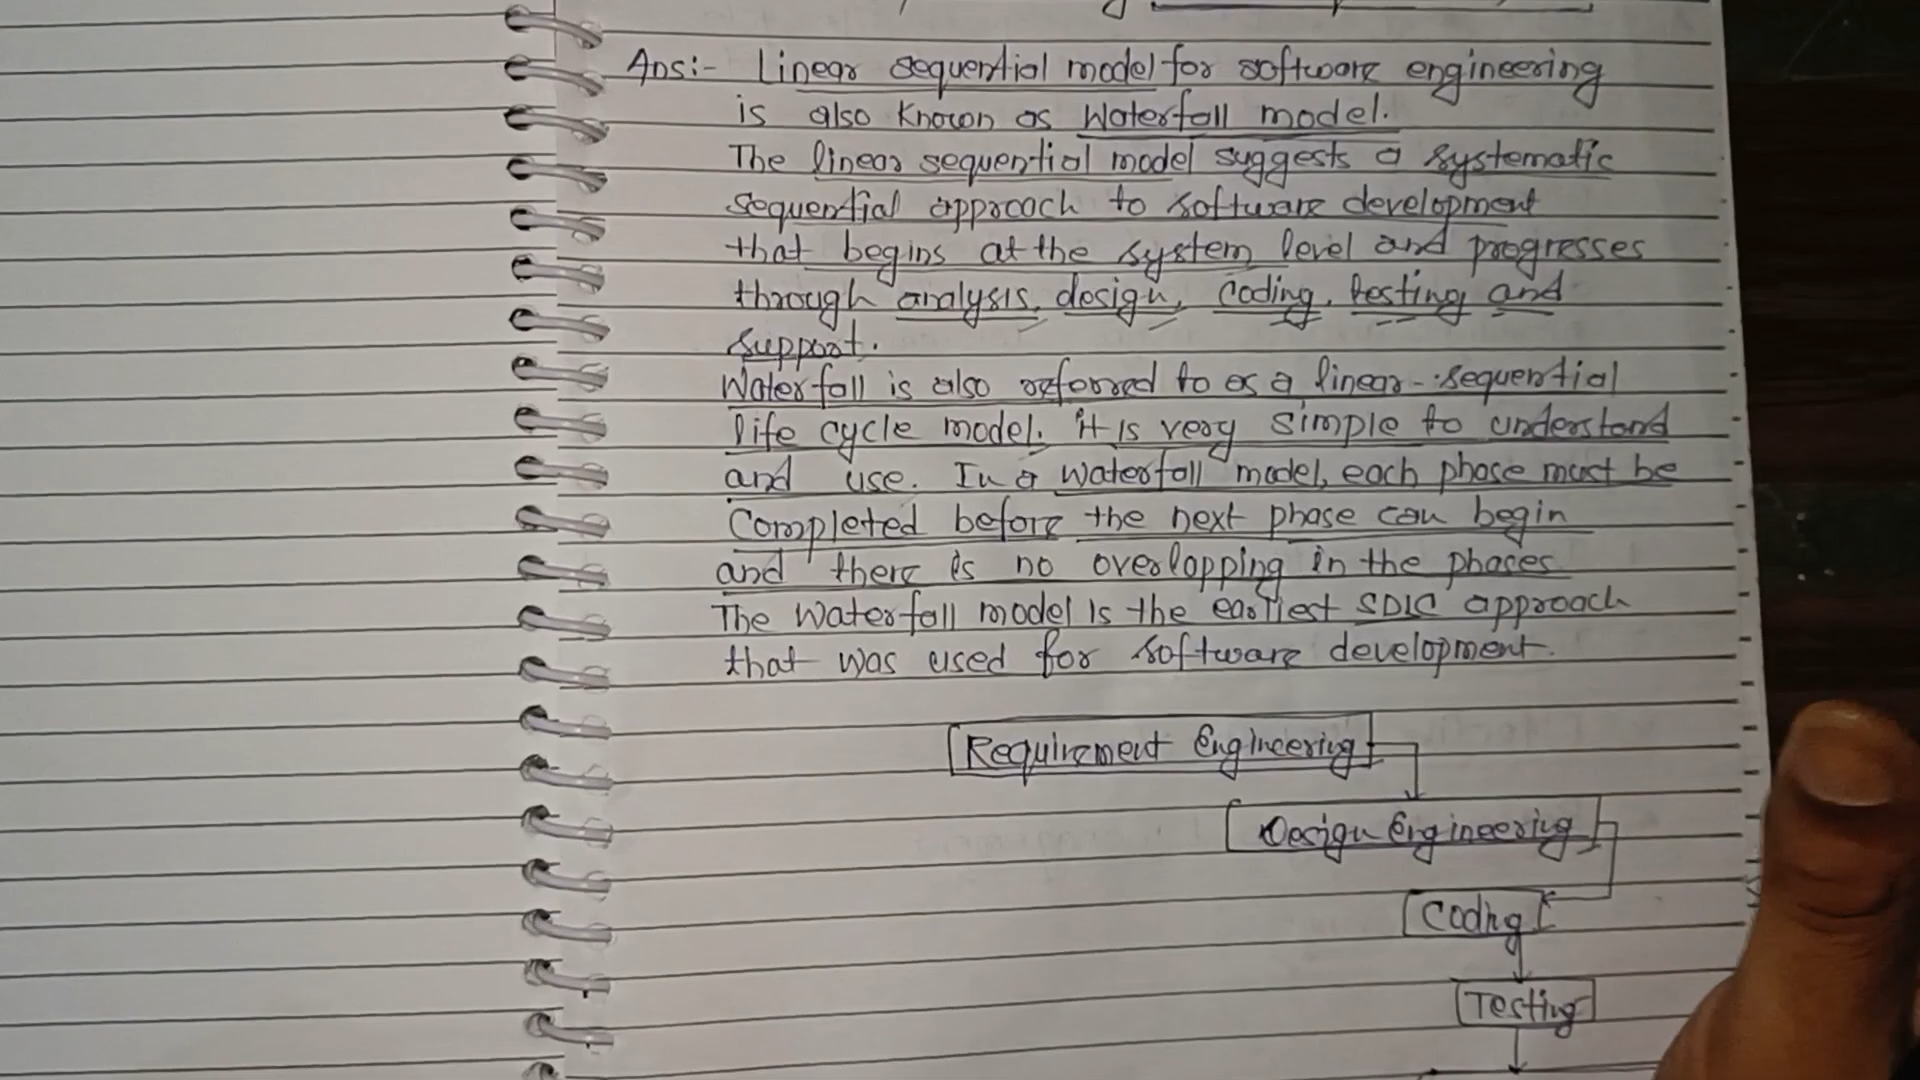 Ans:- Linear sequential model for software engineering
is also known as Waterfall model.
The linear sequential model suggests a systematic
sequential approach to software development
that begins at the system level and progresses
through analysis, design, coding, testing and
support.
Waterfall is also referred to as a linear-sequential
life cycle model. it is very simple to understand
and use. In a waterfall model, each phase must be
Completed before the next phase can begin
and there is no overlapping in the phases
The Waterfall model is the earliest SDLC approach
that was used for software development.
Requirement Engineering
Design Engineering
Coding
Testing